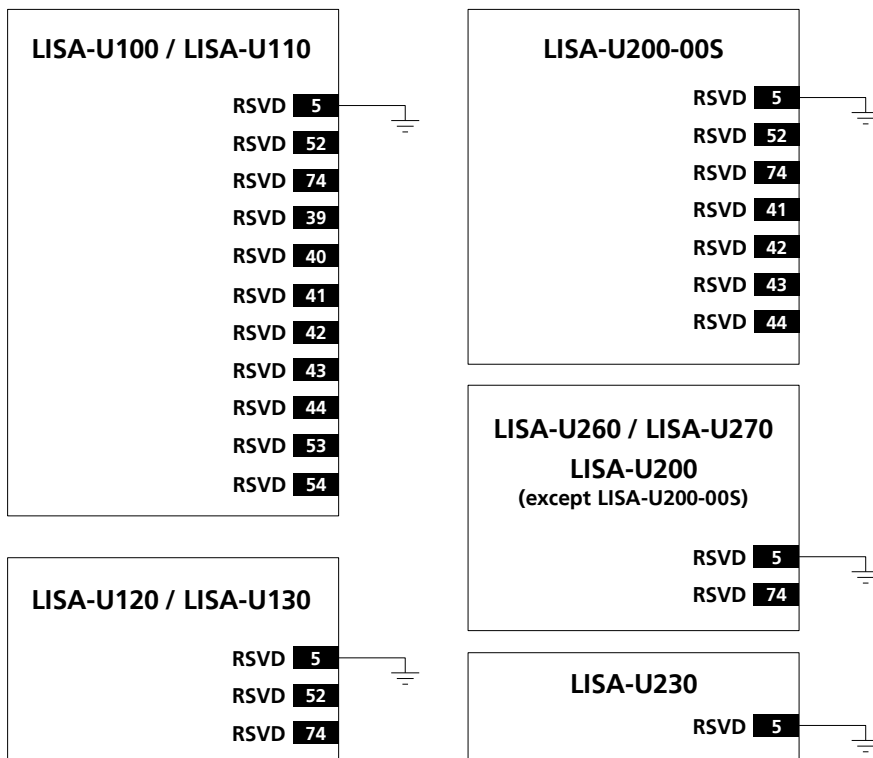 LISA-U100 / LISA-U110
RSVD 5
RSVD 52
RSVD 74
RSVD 39
RSVD 40
RSVD 41
RSVD 42
RSVD 43
RSVD 44
RSVD 53
RSVD 54
LISA-U120 / LISA-U130
RSVD 5
RSVD 52
RSVD 74
LISA-U200-00S
RSVD 5
RSVD 52
RSVD 74
RSVD 41
RSVD 42
RSVD 43
RSVD 44
LISA-U260 / LISA-U270
LISA-U200
(except LISA-U200-00S)
RSVD 5
RSVD 74
LISA-U230
RSVD 5